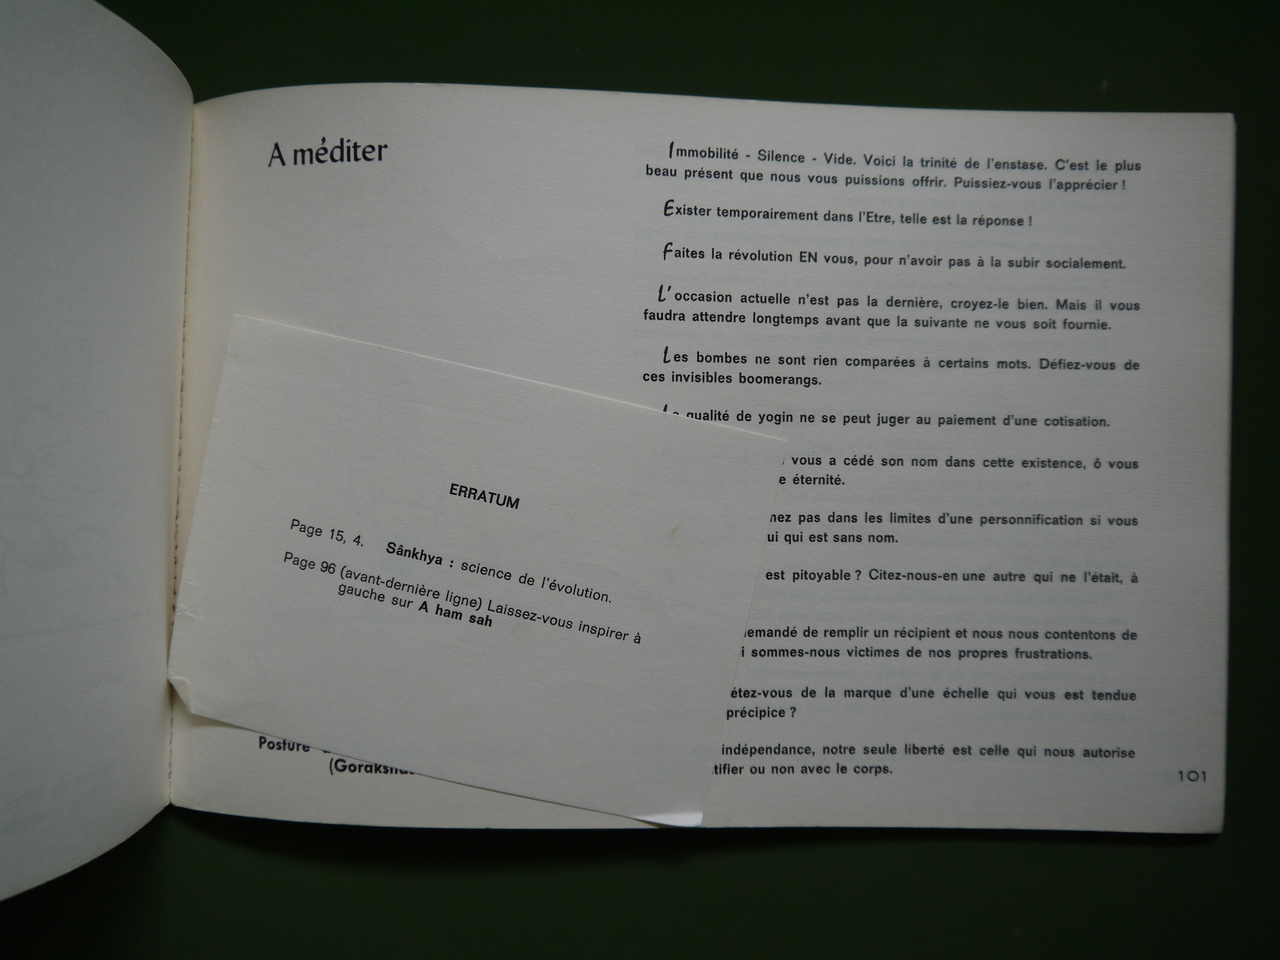 A méditer
Immobilité - Silence - Vide. Voici la trinité de l'enstase. C'est le plus
beau présent que nous vous puissions offrir. Puissiez-vous l'apprécier !
Exister temporairement dans l'Etre, telle est la réponse !
Faites la révolution EN vous, pour n'avoir pas à la subir socialement.
L'occasion actuelle n'est pas la dernière, croyez-le bien. Mais il vous
faudra attendre longtemps avant que la suivante ne vous soit fournie.
Les bombes ne sont rien comparées à certains mots. Défiez-vous de
ces invisibles boomerangs.
qualité de yogin ne se peut juger au paiement d'une cotisation.
vous a cédé son nom dans cette existence, ô vous
éternité.
pas dans les limites d'une personnification si vous
qui est sans nom.
est pitoyable ? Citez-nous-en une autre qui ne l'était, à
de remplir un récipient et nous nous contentons de
sommes-nous victimes de nos propres frustrations.
de la marque d'une échelle qui vous est tendue
précipice ?
indépendance, notre seule liberté est celle qui nous autorise
ou non avec le corps.
101
ERRATUM
Page 15, 4. Sânkhya : science de l'évolution.
Page 96 (avant-dernière ligne) Laissez-vous inspirer à
gauche sur A ham sah
Posture